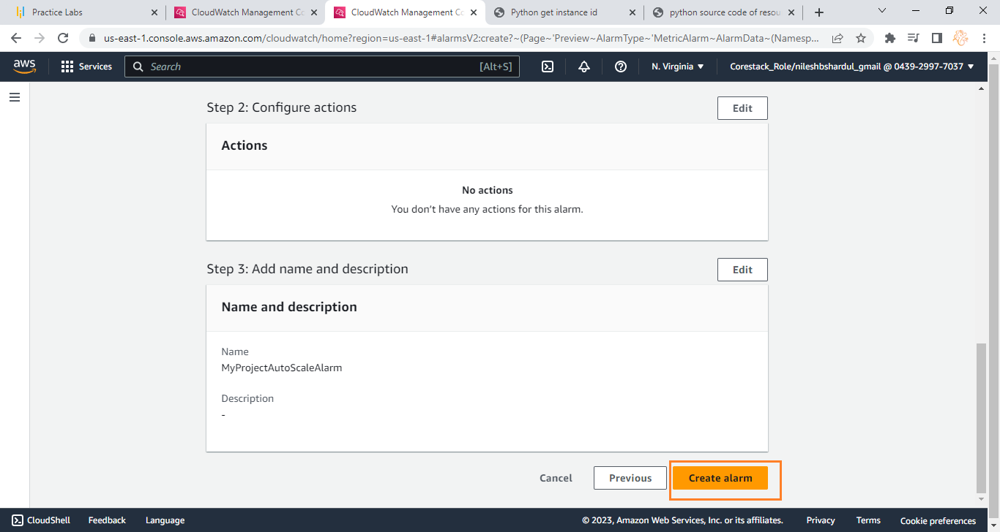 Practice Labs
CloudWatch Management Co
CloudWatch Management Co
Python get instance id
python source code of resou
us-east-1.console.aws.amazon.com/cloudwatch/home?region=us-east-1#alarmsV2:create?~(Page~'Preview~AlarmType~'MetricAlarm~AlarmData~(Namesp...
aws
Services
Search
[Alt+S]
N. Virginia
Corestack_Role/nileshbshardul_gmail @ 0439-2997-7037
Step 2: Configure actions
Edit
Actions
No actions
You don't have any actions for this alarm.
Step 3: Add name and description
Edit
Name and description
Name
MyProjectAutoScaleAlarm
Description
-
Cancel
Previous
Create alarm
CloudShell
Feedback
Language
© 2023, Amazon Web Services, Inc. or its affiliates.
Privacy
Terms
Cookie preferences